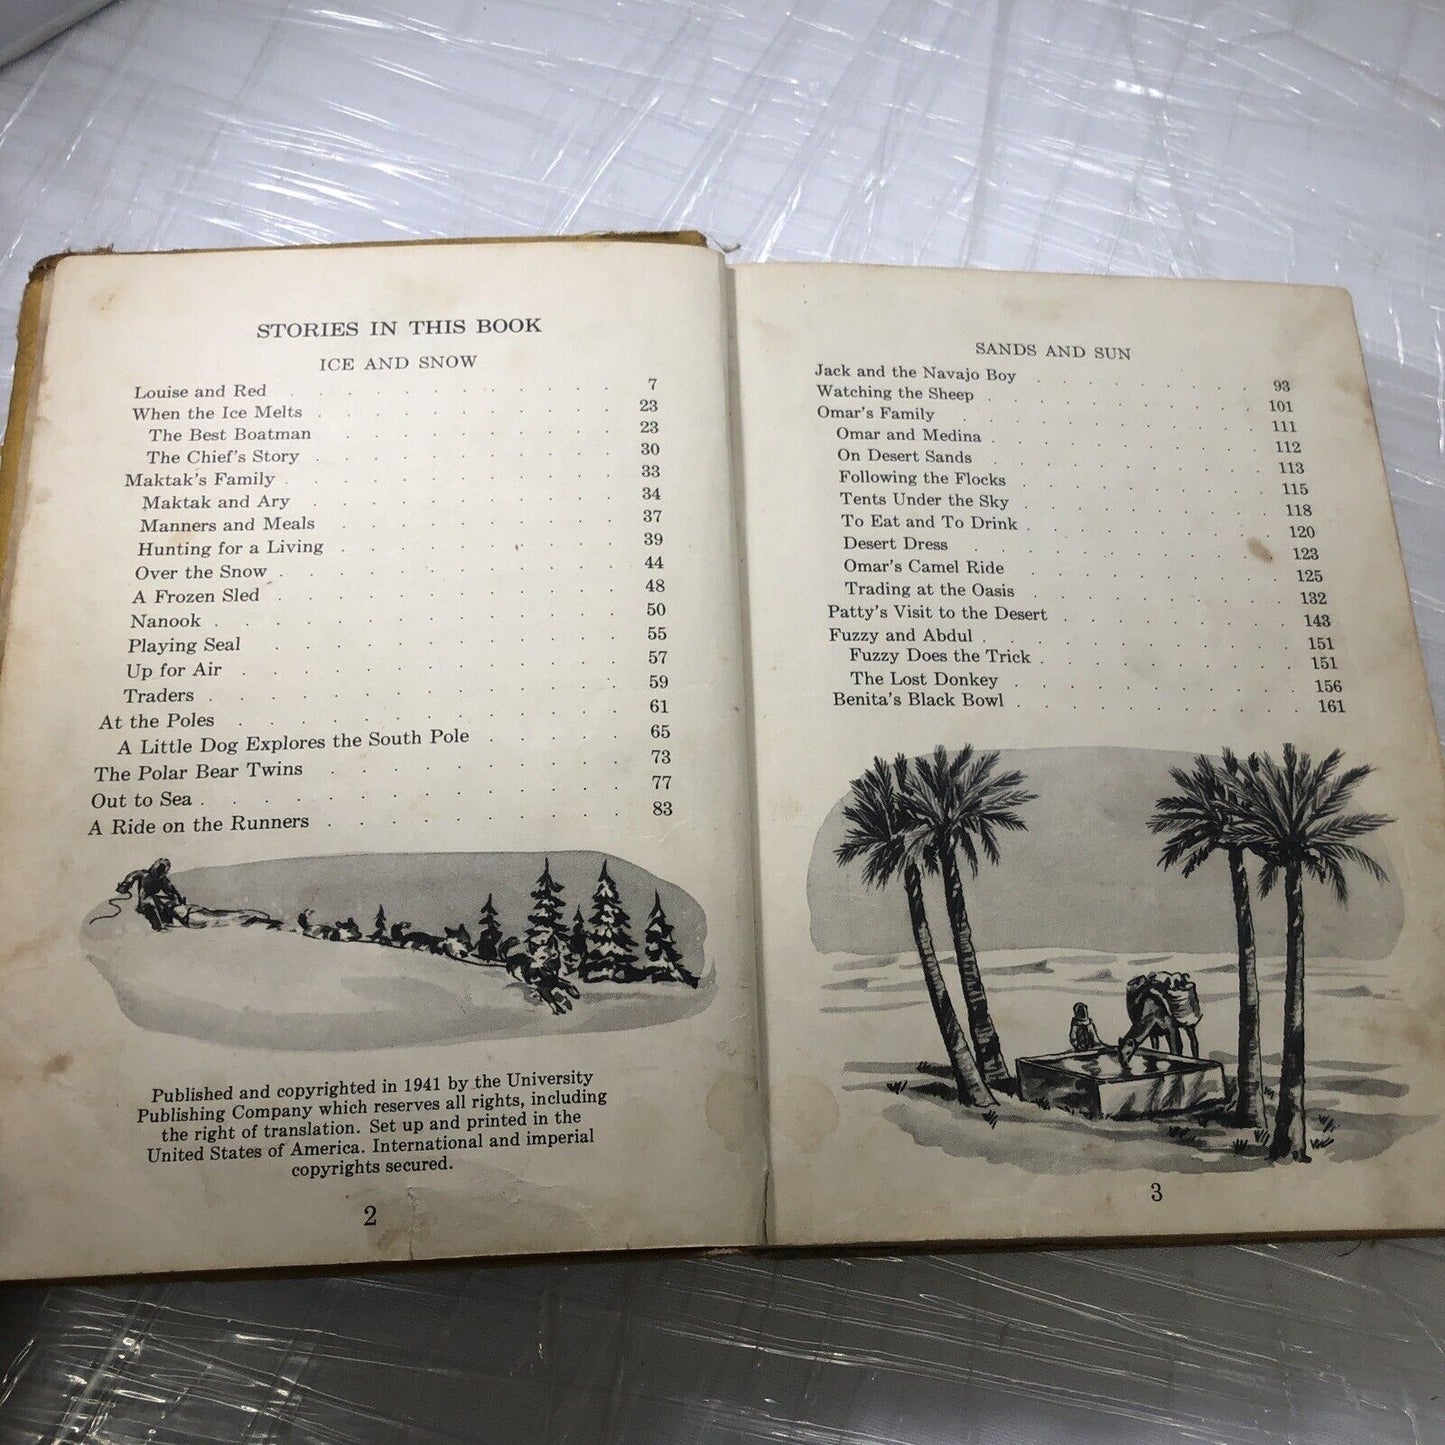 STORIES IN THIS BOOK
ICE AND SNOW
Louise and Red . . . . . . . . . . . 7
When the Ice Melts . . . . . . . . . . 23
The Best Boatman . . . . . . . . . 23
The Chief's Story . . . . . . . . . . 30
Maktak's Family . . . . . . . . . . . 33
Maktak and Ary . . . . . . . . . . 34
Manners and Meals . . . . . . . . . 37
Hunting for a Living . . . . . . . . . 39
Over the Snow . . . . . . . . . . . 44
A Frozen Sled . . . . . . . . . . . 48
Nanook . . . . . . . . . . . . . 50
Playing Seal . . . . . . . . . . . 55
Up for Air . . . . . . . . . . . . 57
Traders . . . . . . . . . . . . . 59
At the Poles . . . . . . . . . . . . 61
A Little Dog Explores the South Pole . . . . . 65
The Polar Bear Twins . . . . . . . . . 73
Out to Sea . . . . . . . . . . . . . 77
A Ride on the Runners . . . . . . . . . 83
Published and copyrighted in 1941 by the University
Publishing Company which reserves all rights, including
the right of translation. Set up and printed in the
United States of America. International and imperial
copyrights secured.
2
SANDS AND SUN
Jack and the Navajo Boy . . . . . . . . 93
Watching the Sheep . . . . . . . . . . 101
Omar's Family . . . . . . . . . . . 111
Omar and Medina . . . . . . . . . . 112
On Desert Sands . . . . . . . . . . 113
Following the Flocks . . . . . . . . . 115
Tents Under the Sky . . . . . . . . . 118
To Eat and To Drink . . . . . . . . . 120
Desert Dress . . . . . . . . . . . 123
Omar's Camel Ride . . . . . . . . . 125
Trading at the Oasis . . . . . . . . . 132
Patty's Visit to the Desert . . . . . . . . 143
Fuzzy and Abdul . . . . . . . . . . . 151
Fuzzy Does the Trick . . . . . . . . . 151
The Lost Donkey . . . . . . . . . . 156
Benita's Black Bowl . . . . . . . . . . 161
3